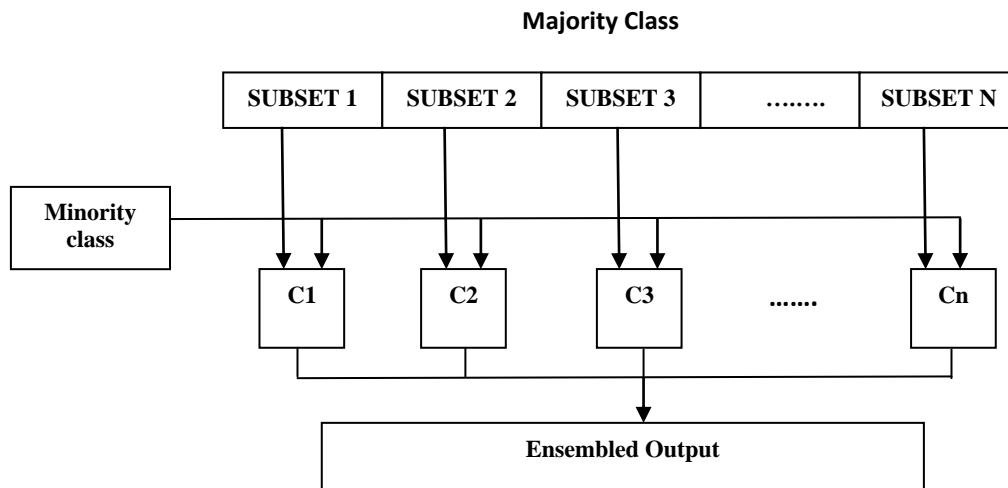 Majority Class
SUBSET 1 SUBSET 2 SUBSET 3 …..… SUBSET N
Minority
class
C1 C2 C3 ....... Cn
Ensembled Output